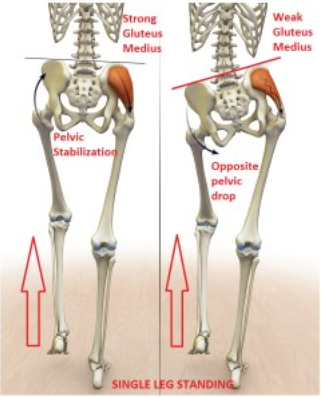 Strong
Gluteus
Medius
Weak
Gluteus
Medius
Pelvic
Stabilization
Opposite
pelvic
drop
SINGLE LEG STANDING